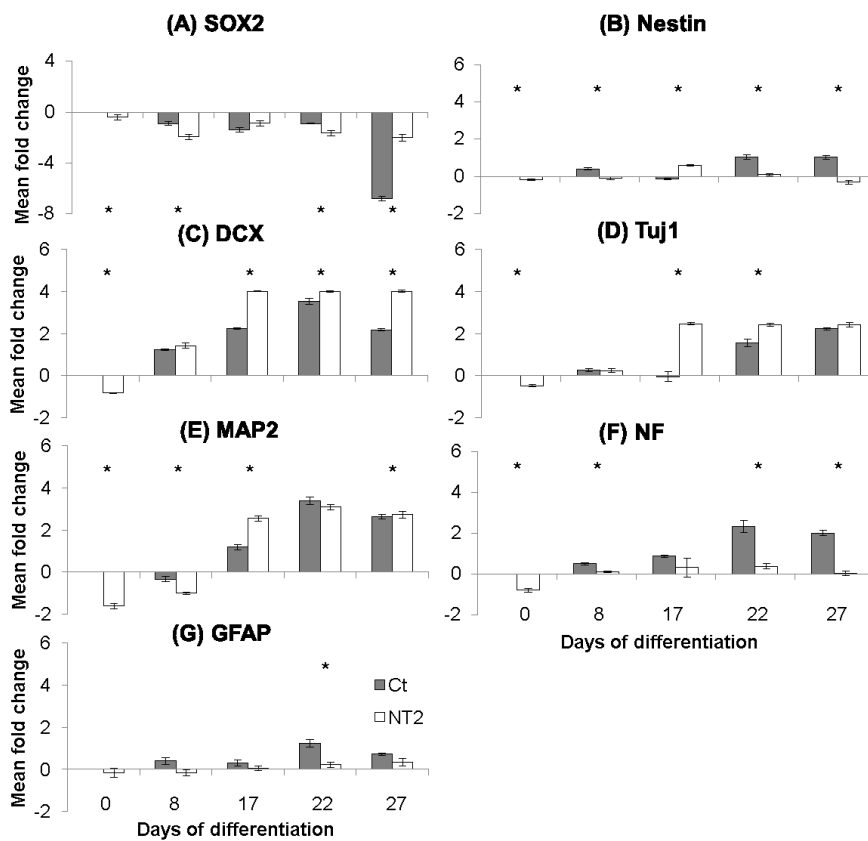 (A) SOX2
Mean fold change
4
0
-4
-8
* * * *
(B) Nestin
6
4
2
0
-2
* * * * *
(C) DCX
Mean fold change
6
4
2
0
-2
* * * *
(D) Tuj1
6
4
2
0
-2
* * *
(E) MAP2
Mean fold change
6
4
2
0
-2
* * * *
(F) NF
6
4
2
0
-2
* * * *
0 8 17 22 27
Days of differentiation
(G) GFAP
Mean fold change
6
4
2
0
-2
*
Ct
NT2
0 8 17 22 27
Days of differentiation